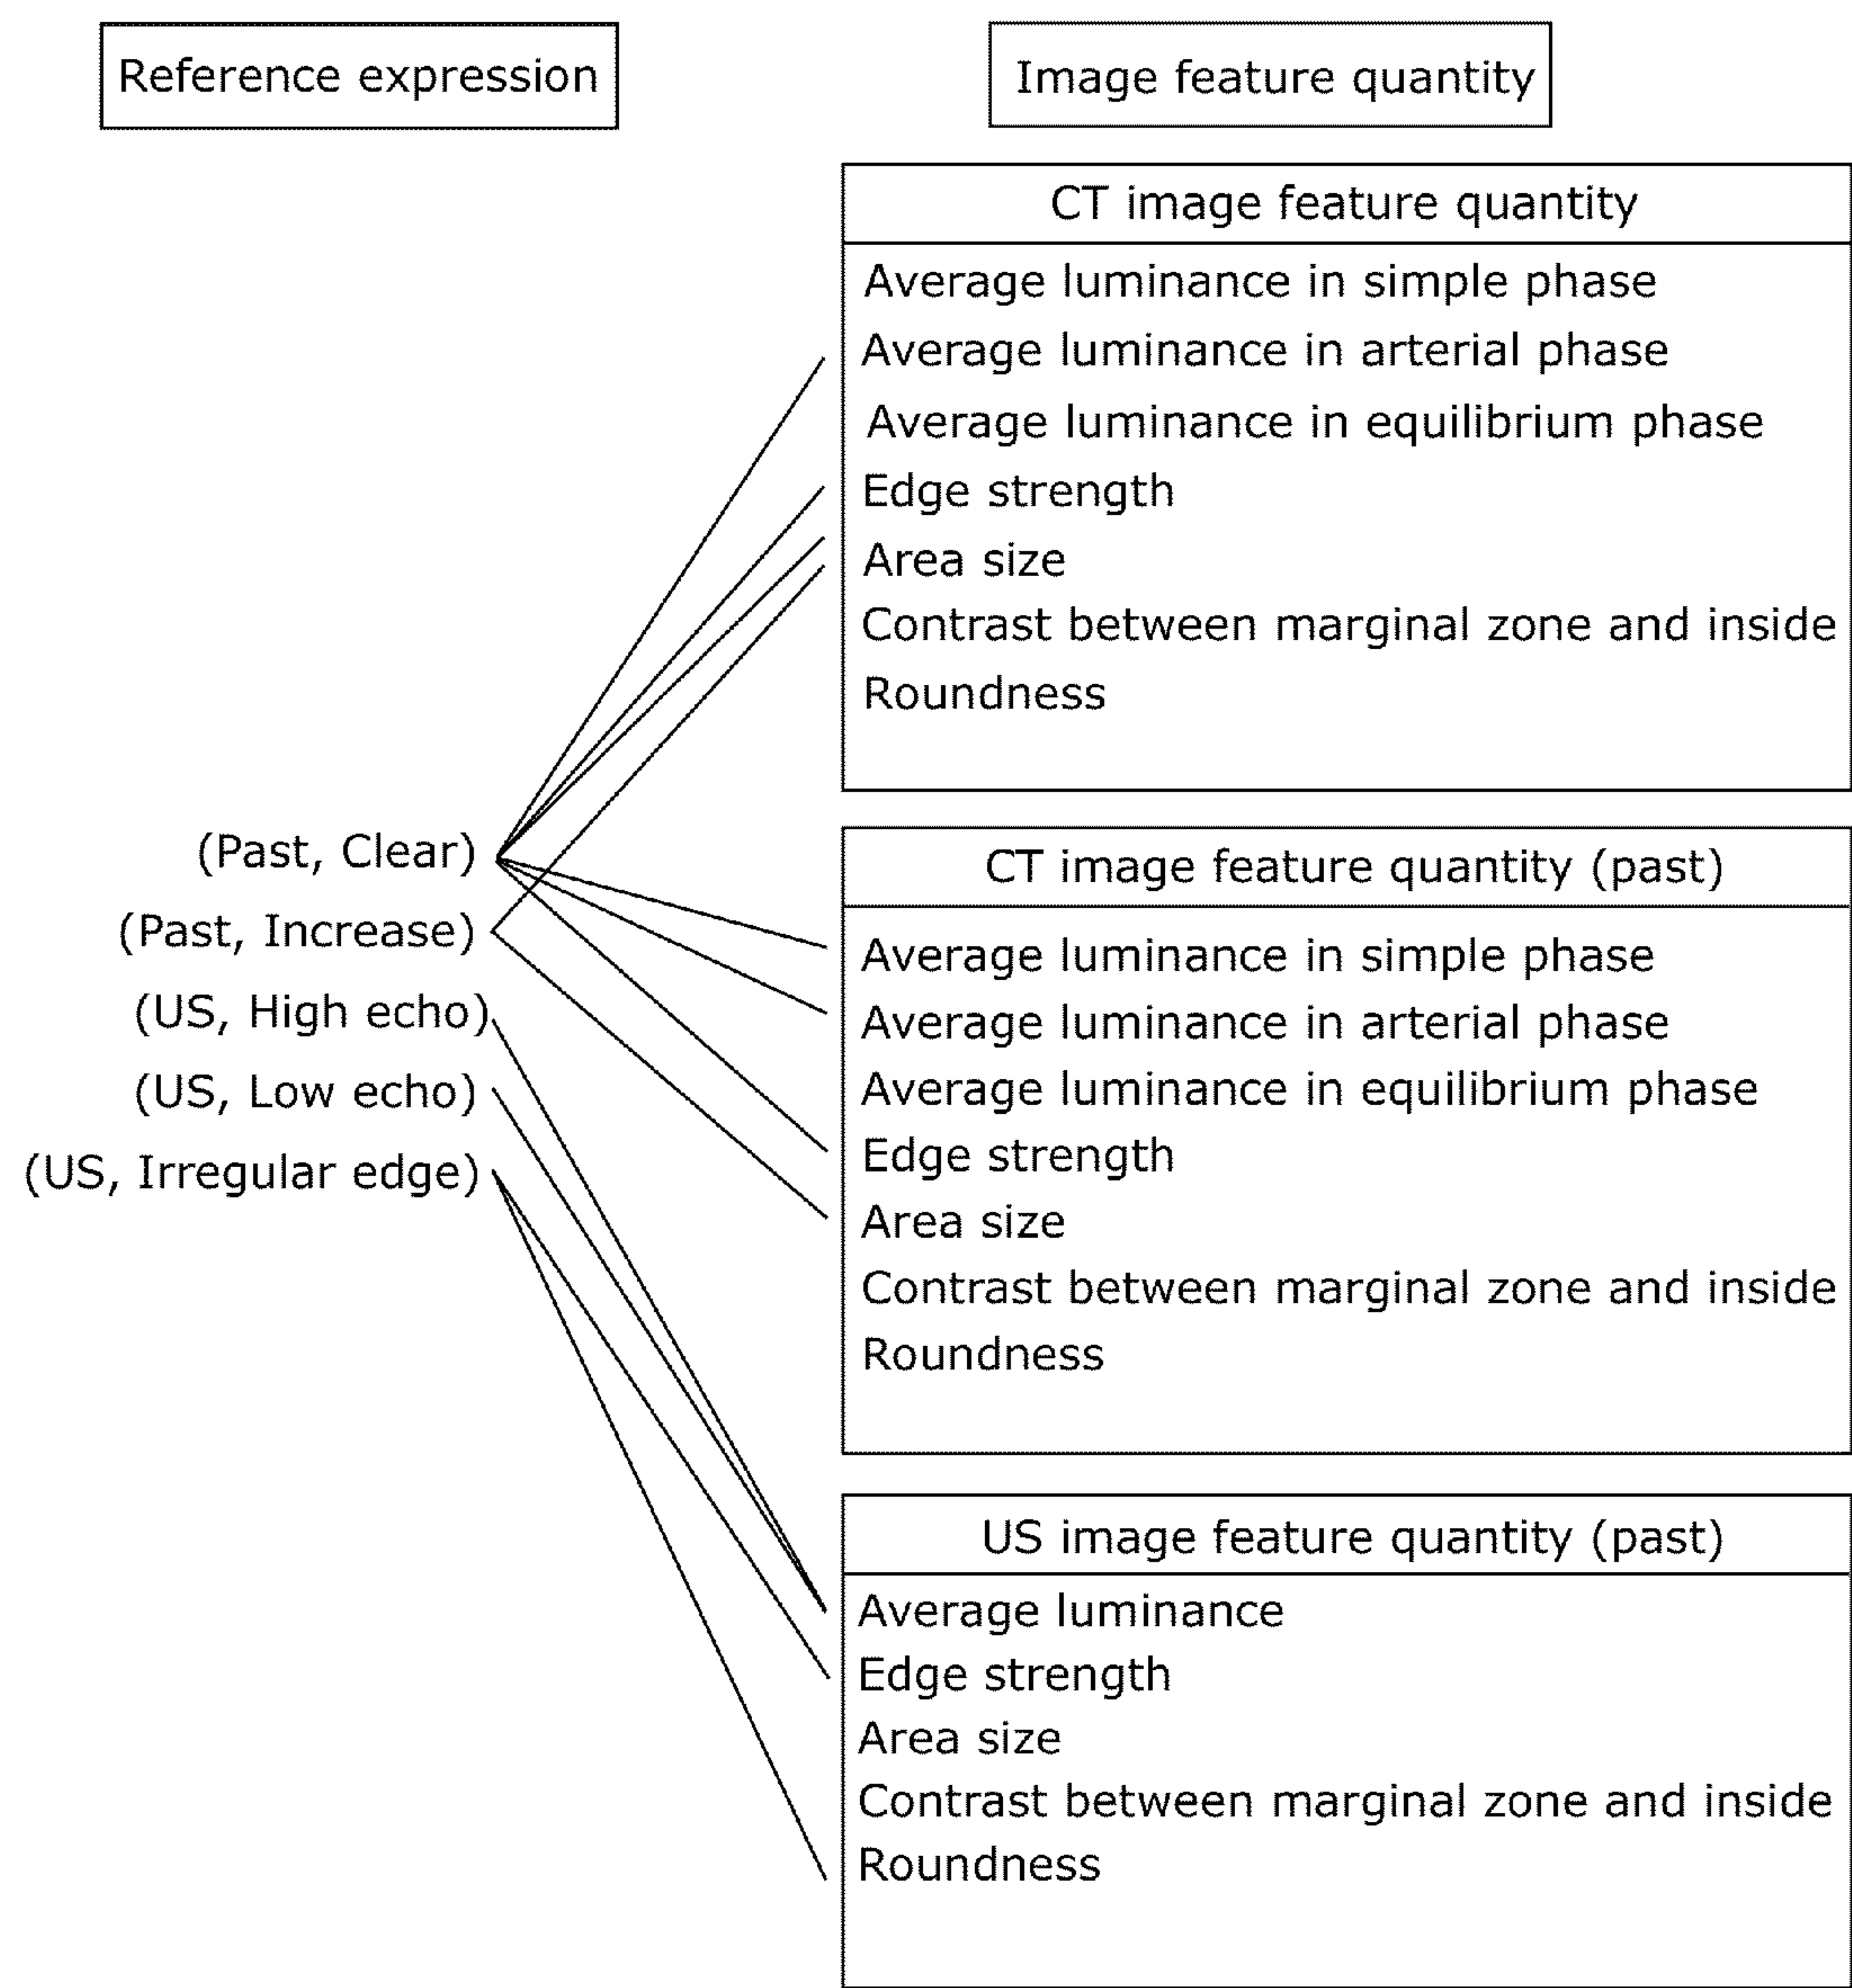 Reference expression
Image feature quantity
CT image feature quantity
Average luminance in simple phase
Average luminance in arterial phase
Average luminance in equilibrium phase
Edge strength
Area size
Contrast between marginal zone and inside
Roundness
(Past, Clear)
(Past, Increase)
(US, High echo)
(US, Low echo)
(US, Irregular edge)
CT image feature quantity (past)
Average luminance in simple phase
Average luminance in arterial phase
Average luminance in equilibrium phase
Edge strength
Area size
Contrast between marginal zone and inside
Roundness
US image feature quantity (past)
Average luminance
Edge strength
Area size
Contrast between marginal zone and inside
Roundness